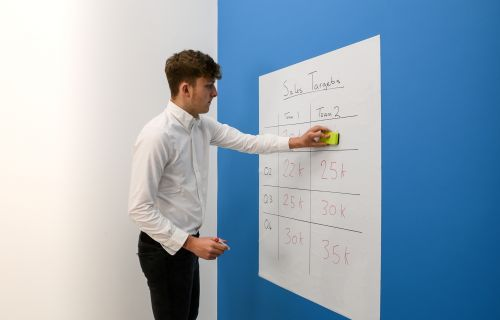 Sales Targets
Team 1 Team 2
Q2 22k 25k
Q3 25k 30k
Q4 30k 35k